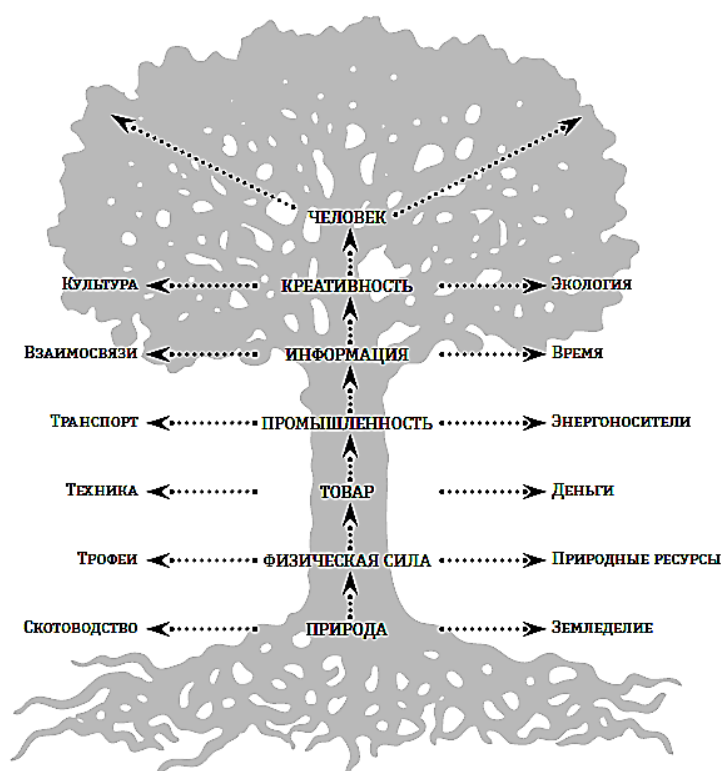 ЧЕЛОВЕК
КУЛЬТУРА КРЕАТИВНОСТЬ ЭКОЛОГИЯ
ВЗАИМОСВЯЗИ ИНФОРМАЦИЯ ВРЕМЯ
ТРАНСПОРТ ПРОМЫШЛЕННОСТЬ ЭНЕРГОНОСИТЕЛИ
ТЕХНИКА ТОВАР ДЕНЬГИ
ТРОФЕИ ФИЗИЧЕСКАЯ СИЛА ПРИРОДНЫЕ РЕСУРСЫ
СКОТОВОДСТВО ПРИРОДА ЗЕМЛЕДЕЛИЕ